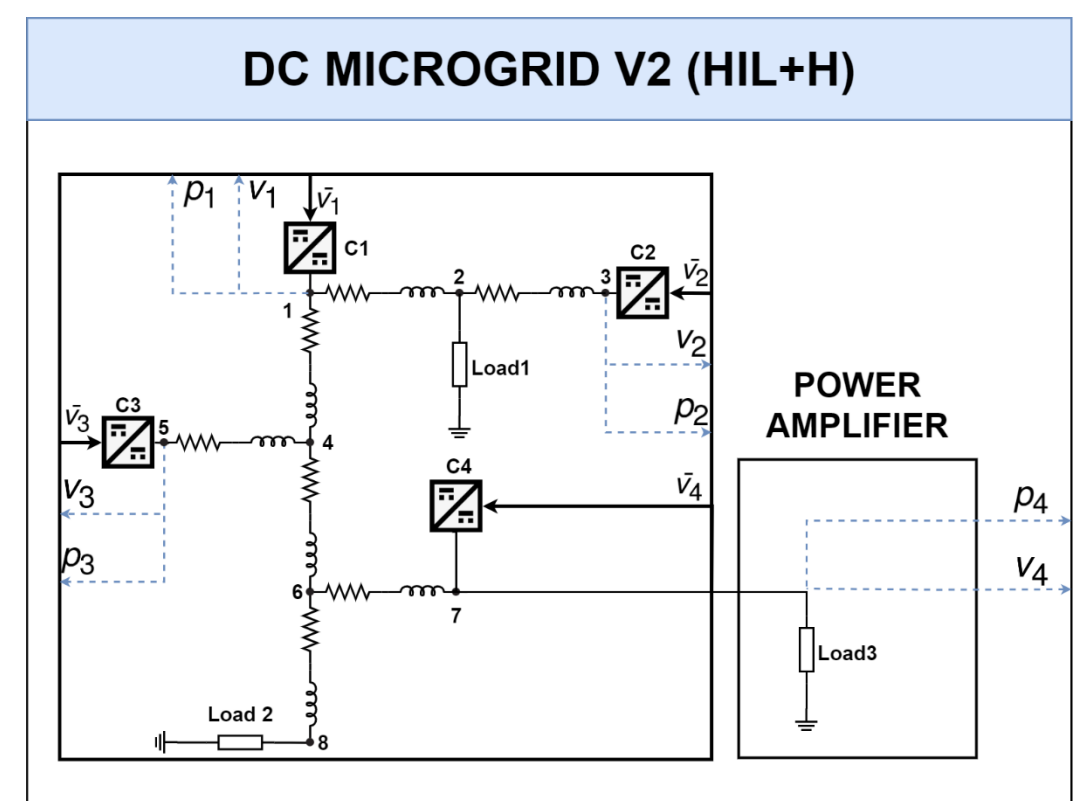 DC MICROGRID V2 (HIL+H)
p1 v1 v̄1
C1
C2
1 2 3 v̄2
v2
Load1
POWER
AMPLIFIER
p2
C3
v̄3 5 4
C4
v̄4
v3
p4
p3
v4
6
7
Load3
Load 2
8